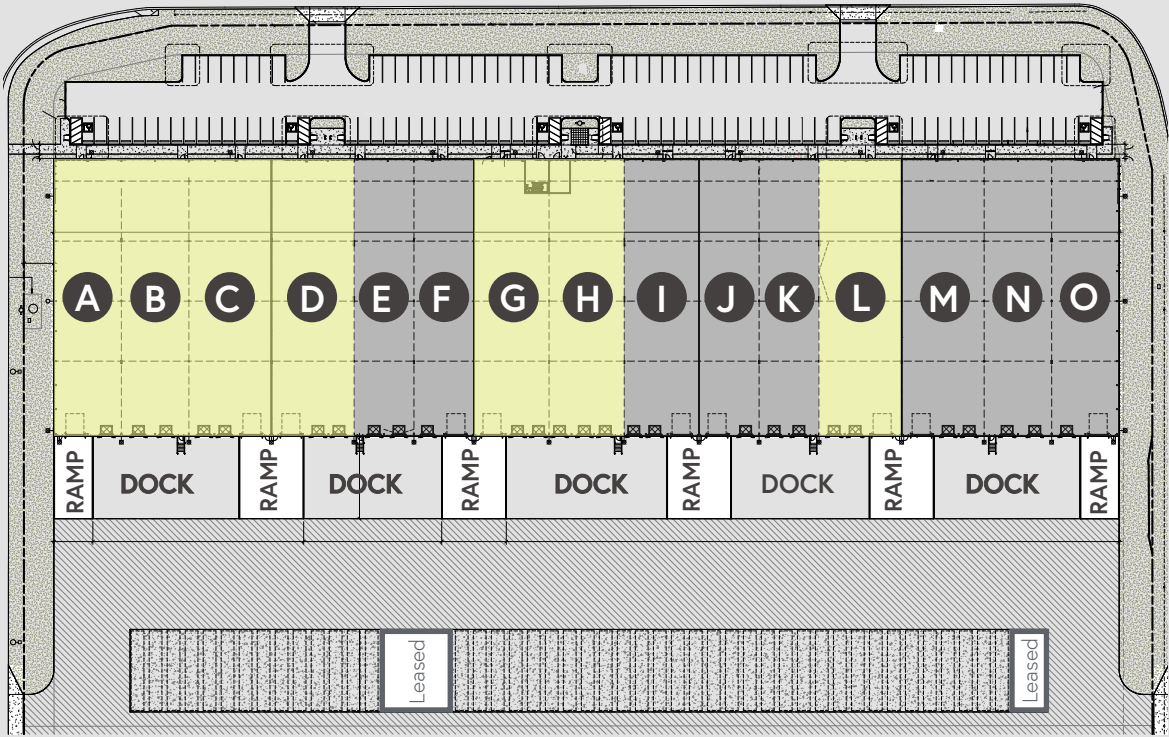 A B C D E F G H I J K L M N O
RAMP DOCK RAMP DOCK RAMP DOCK RAMP DOCK RAMP DOCK RAMP
Leased Leased